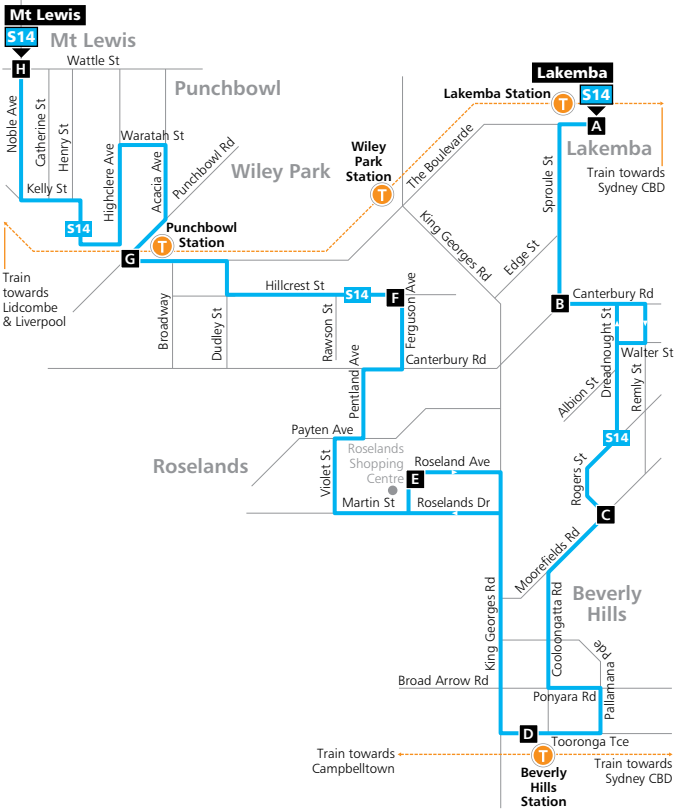 Mt Lewis
S14
Mt Lewis
H
Wattle St
Punchbowl
Noble Ave
Catherine St
Henry St
Highclere Ave
Waratah St
Acacia Ave
Punchbowl Rd
Kelly St
S14
G
T
Punchbowl
Station
Wiley Park
Wiley
Park
Station
T
Lakemba
S14
Lakemba Station
T
A
Lakemba
Train towards
Sydney CBD
The Boulevarde
Sproule St
King Georges Rd
Edge St
B
Canterbury Rd
Train
towards
Lidcombe
& Liverpool
Broadway
Dudley St
Hillcrest St
S14
F
Rawson St
Ferguson Ave
Canterbury Rd
Pentland Ave
Dreadnought St
Walter St
Remly St
Albion St
S14
Payten Ave
Roselands
Violet St
Roselands
Shopping
Centre
E
Roseland Ave
Martin St
Roselands Dr
Rogers St
C
Moorefields Rd
Beverly
Hills
King Georges Rd
Cooloongatta Rd
Pallamana Pde
Broad Arrow Rd
Ponyara Rd
D
Tooronga Tce
T
Train towards
Campbelltown
Train towards
Sydney CBD
Beverly
Hills
Station